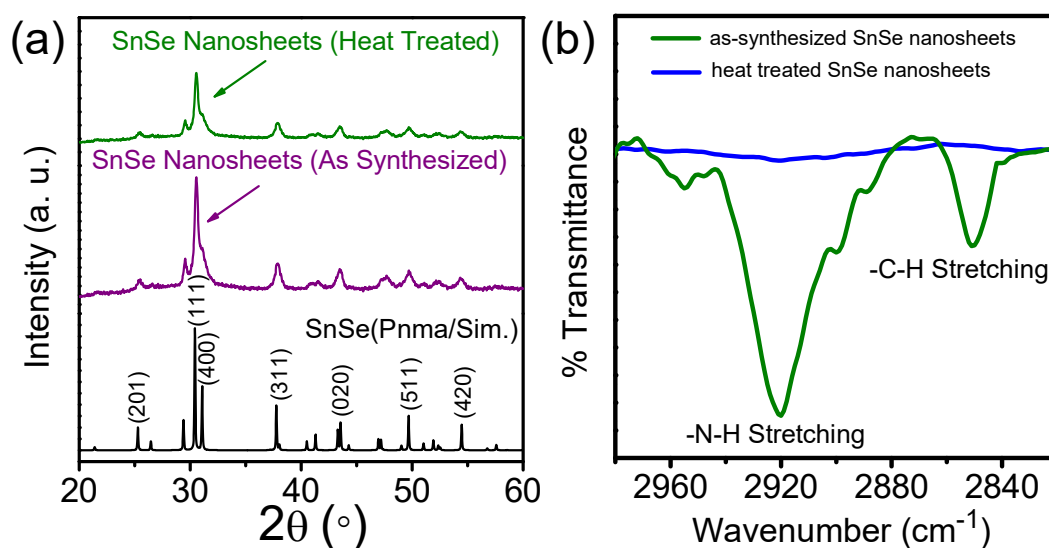 (a)
SnSe Nanosheets (Heat Treated)
SnSe Nanosheets (As Synthesized)
SnSe(Pnma/Sim.)
(201)
(111)
(400)
(311)
(020)
(511)
(420)
Intensity (a. u.)
20 30 40 50 60
2θ (°)
(b)
as-synthesized SnSe nanosheets
heat treated SnSe nanosheets
-C-H Stretching
-N-H Stretching
% Transmittance
2960 2920 2880 2840
Wavenumber (cm⁻¹)